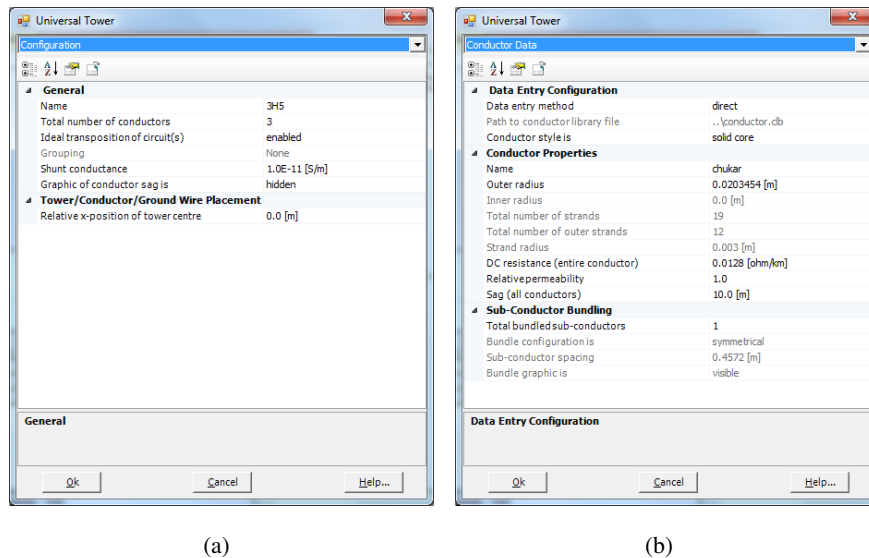 Universal Tower
Configuration
General
Name 3H5
Total number of conductors 3
Ideal transposition of circuit(s) enabled
Grouping None
Shunt conductance 1.0E-11 [S/m]
Graphic of conductor sag is hidden
Tower/Conductor/Ground Wire Placement
Relative x-position of tower centre 0.0 [m]
General
Ok Cancel Help...
(a)
Universal Tower
Conductor Data
Data Entry Configuration
Data entry method direct
Path to conductor library file ..\conductor.clb
Conductor style is solid core
Conductor Properties
Name chukar
Outer radius 0.0203454 [m]
Inner radius 0.0 [m]
Total number of strands 19
Total number of outer strands 12
Strand radius 0.003 [m]
DC resistance (entire conductor) 0.0128 [ohm/km]
Relative permeability 1.0
Sag (all conductors) 10.0 [m]
Sub-Conductor Bundling
Total bundled sub-conductors 1
Bundle configuration is symmetrical
Sub-conductor spacing 0.4572 [m]
Bundle graphic is visible
Data Entry Configuration
Ok Cancel Help...
(b)